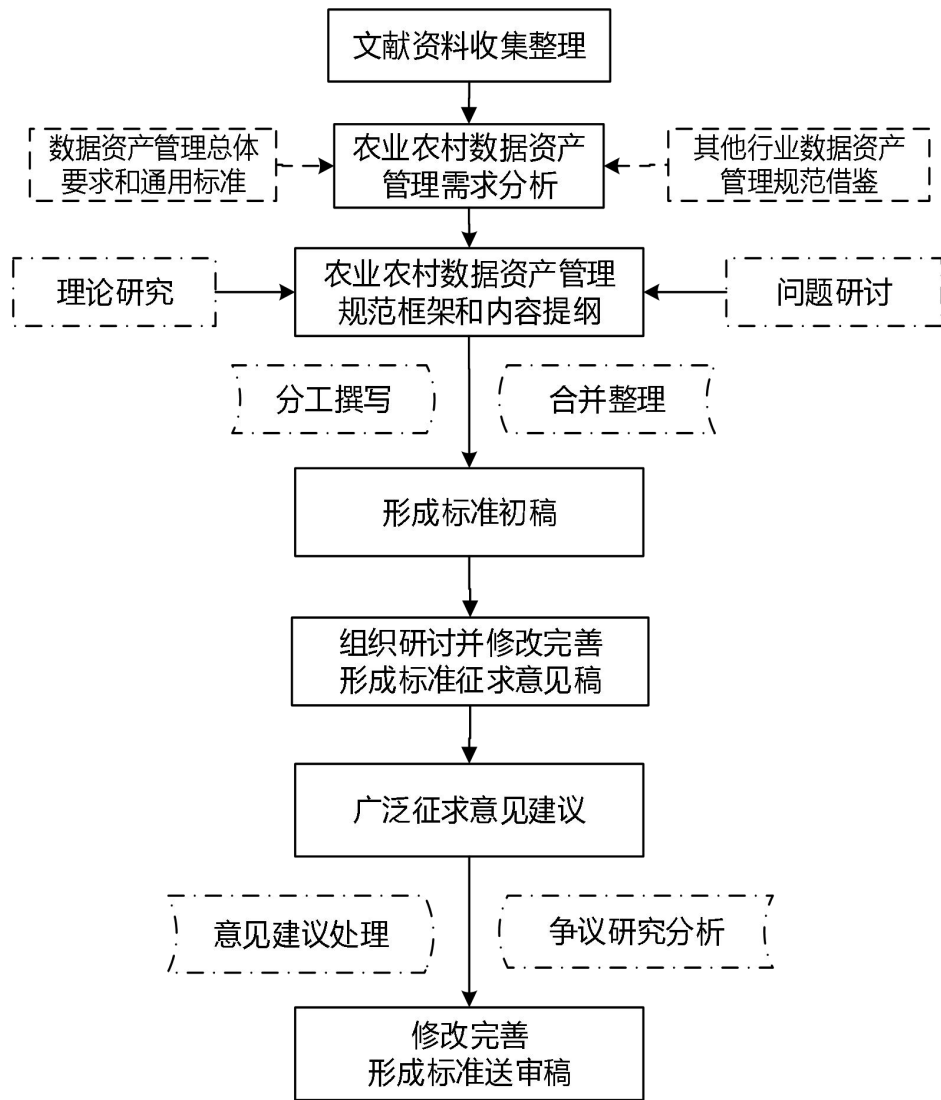 文献资料收集整理
数据资产管理总体
要求和通用标准
农业农村数据资产
管理需求分析
其他行业数据资产
管理规范借鉴
理论研究
农业农村数据资产管理
规范框架和内容提纲
问题研讨
分工撰写
合并整理
形成标准初稿
组织研讨并修改完善
形成标准征求意见稿
广泛征求意见建议
意见建议处理
争议研究分析
修改完善
形成标准送审稿